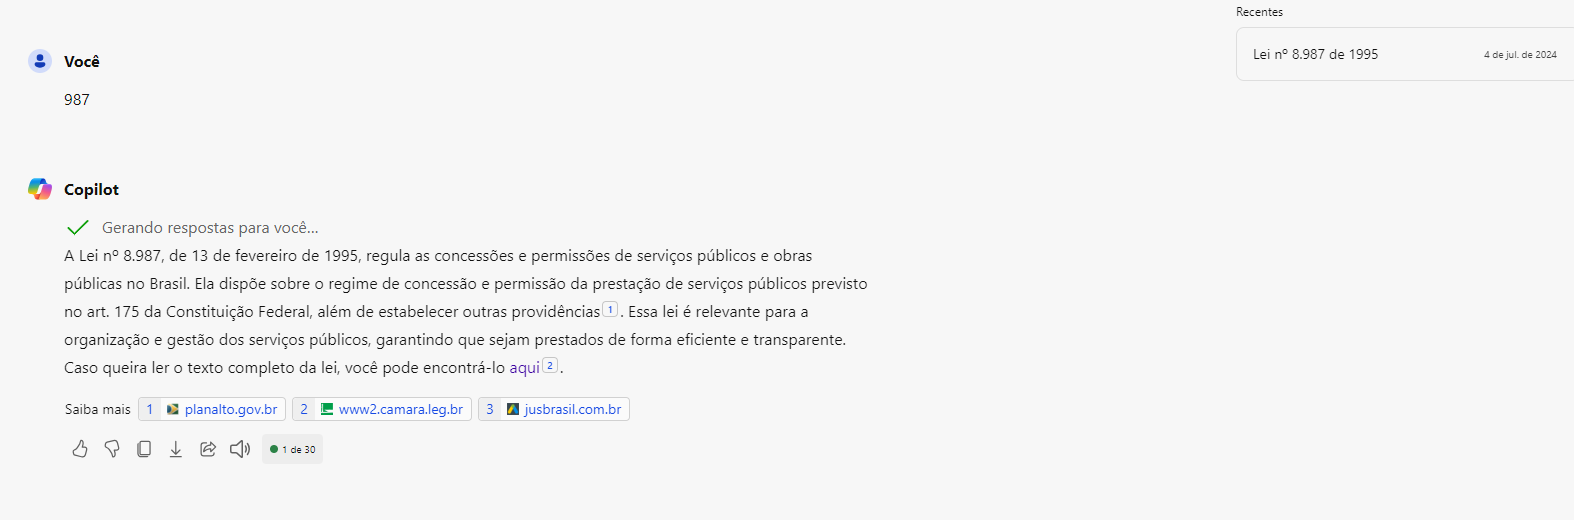 Recentes
Lei nº 8.987 de 1995 4 de jul. de 2024
Você
987
Copilot
Gerando respostas para você...
A Lei nº 8.987, de 13 de fevereiro de 1995, regula as concessões e permissões de serviços públicos e obras
públicas no Brasil. Ela dispõe sobre o regime de concessão e permissão da prestação de serviços públicos previsto
no art. 175 da Constituição Federal, além de estabelecer outras providências 1 . Essa lei é relevante para a
organização e gestão dos serviços públicos, garantindo que sejam prestados de forma eficiente e transparente.
Caso queira ler o texto completo da lei, você pode encontrá-lo aqui 2 .
Saiba mais 1 planalto.gov.br 2 www2.camara.leg.br 3 jusbrasil.com.br
1 de 30